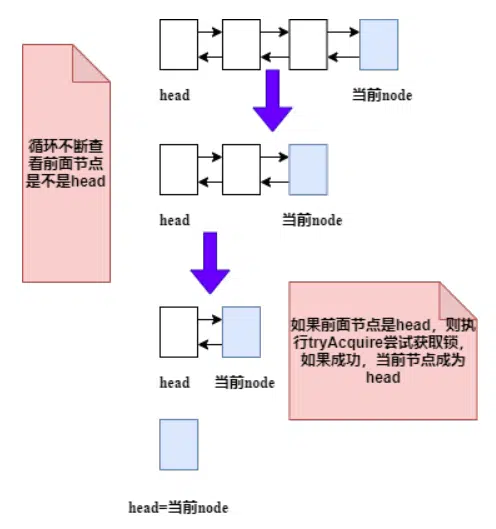 head
当前node
循环不断查
看前面节点
是不是head
head
当前node
如果前面节点是head，则执
行tryAcquire尝试获取锁，
如果成功，当前节点成为
head
head
当前node
head=当前node